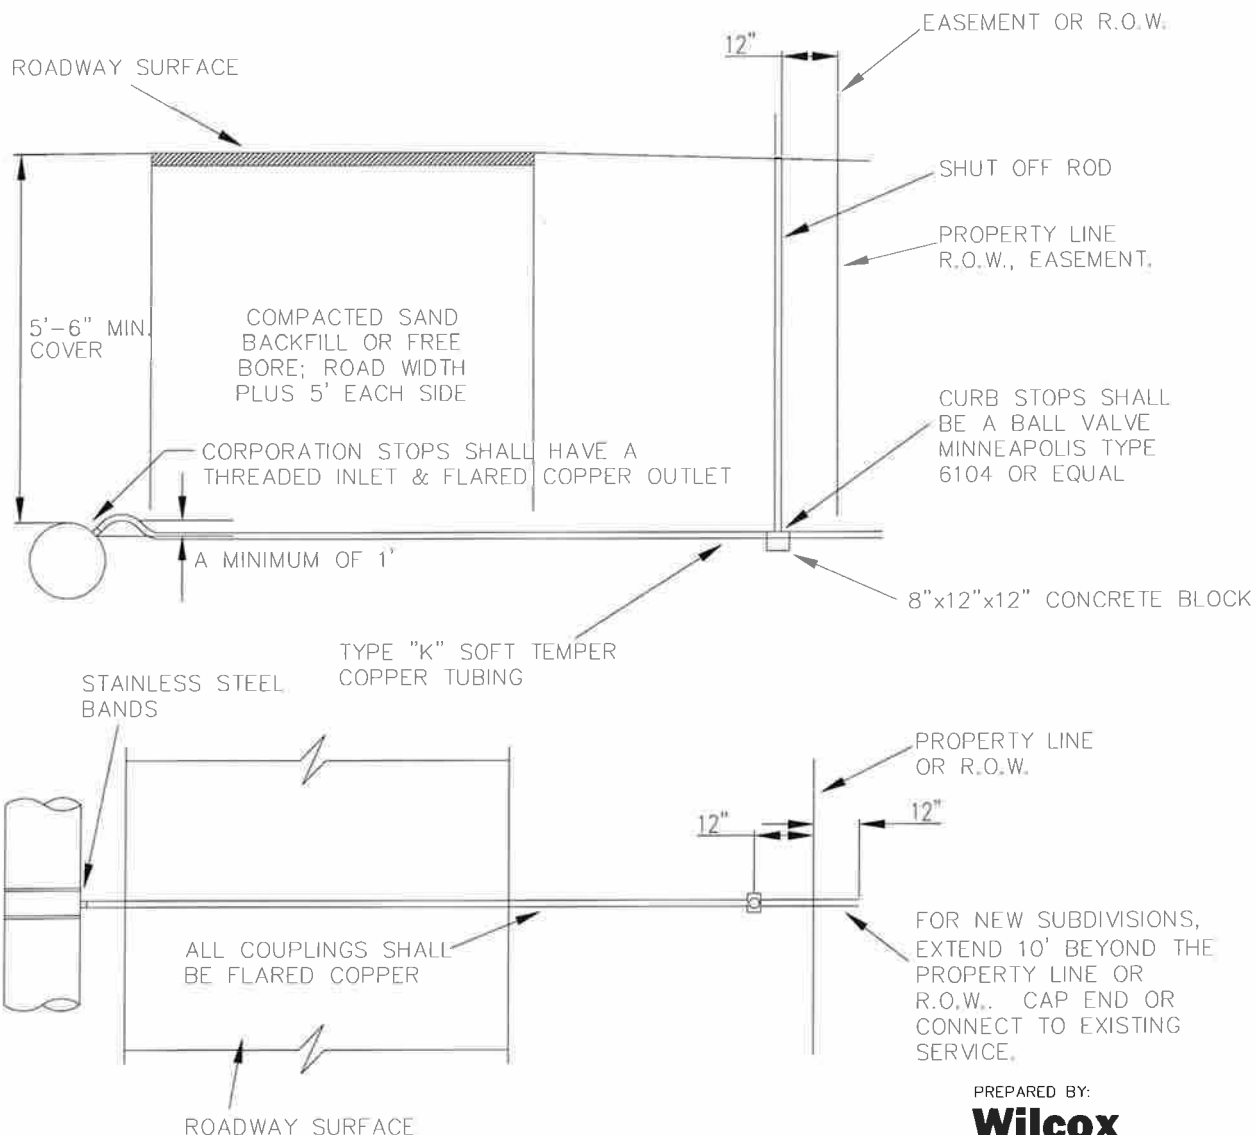 EASEMENT OR R.O.W.
12"
ROADWAY SURFACE
SHUT OFF ROD
PROPERTY LINE
R.O.W., EASEMENT.
5'-6" MIN.
COVER
COMPACTED SAND
BACKFILL OR FREE
BORE; ROAD WIDTH
PLUS 5' EACH SIDE
CURB STOPS SHALL
BE A BALL VALVE
MINNEAPOLIS TYPE
6104 OR EQUAL
CORPORATION STOPS SHALL HAVE A
THREADED INLET & FLARED COPPER OUTLET
A MINIMUM OF 1'
8"x12"x12" CONCRETE BLOCK
TYPE "K" SOFT TEMPER
COPPER TUBING
STAINLESS STEEL
BANDS
PROPERTY LINE
OR R.O.W.
12"
12"
ALL COUPLINGS SHALL
BE FLARED COPPER
FOR NEW SUBDIVISIONS,
EXTEND 10' BEYOND THE
PROPERTY LINE OR
R.O.W.. CAP END OR
CONNECT TO EXISTING
SERVICE.
ROADWAY SURFACE
PREPARED BY:
Wilcox